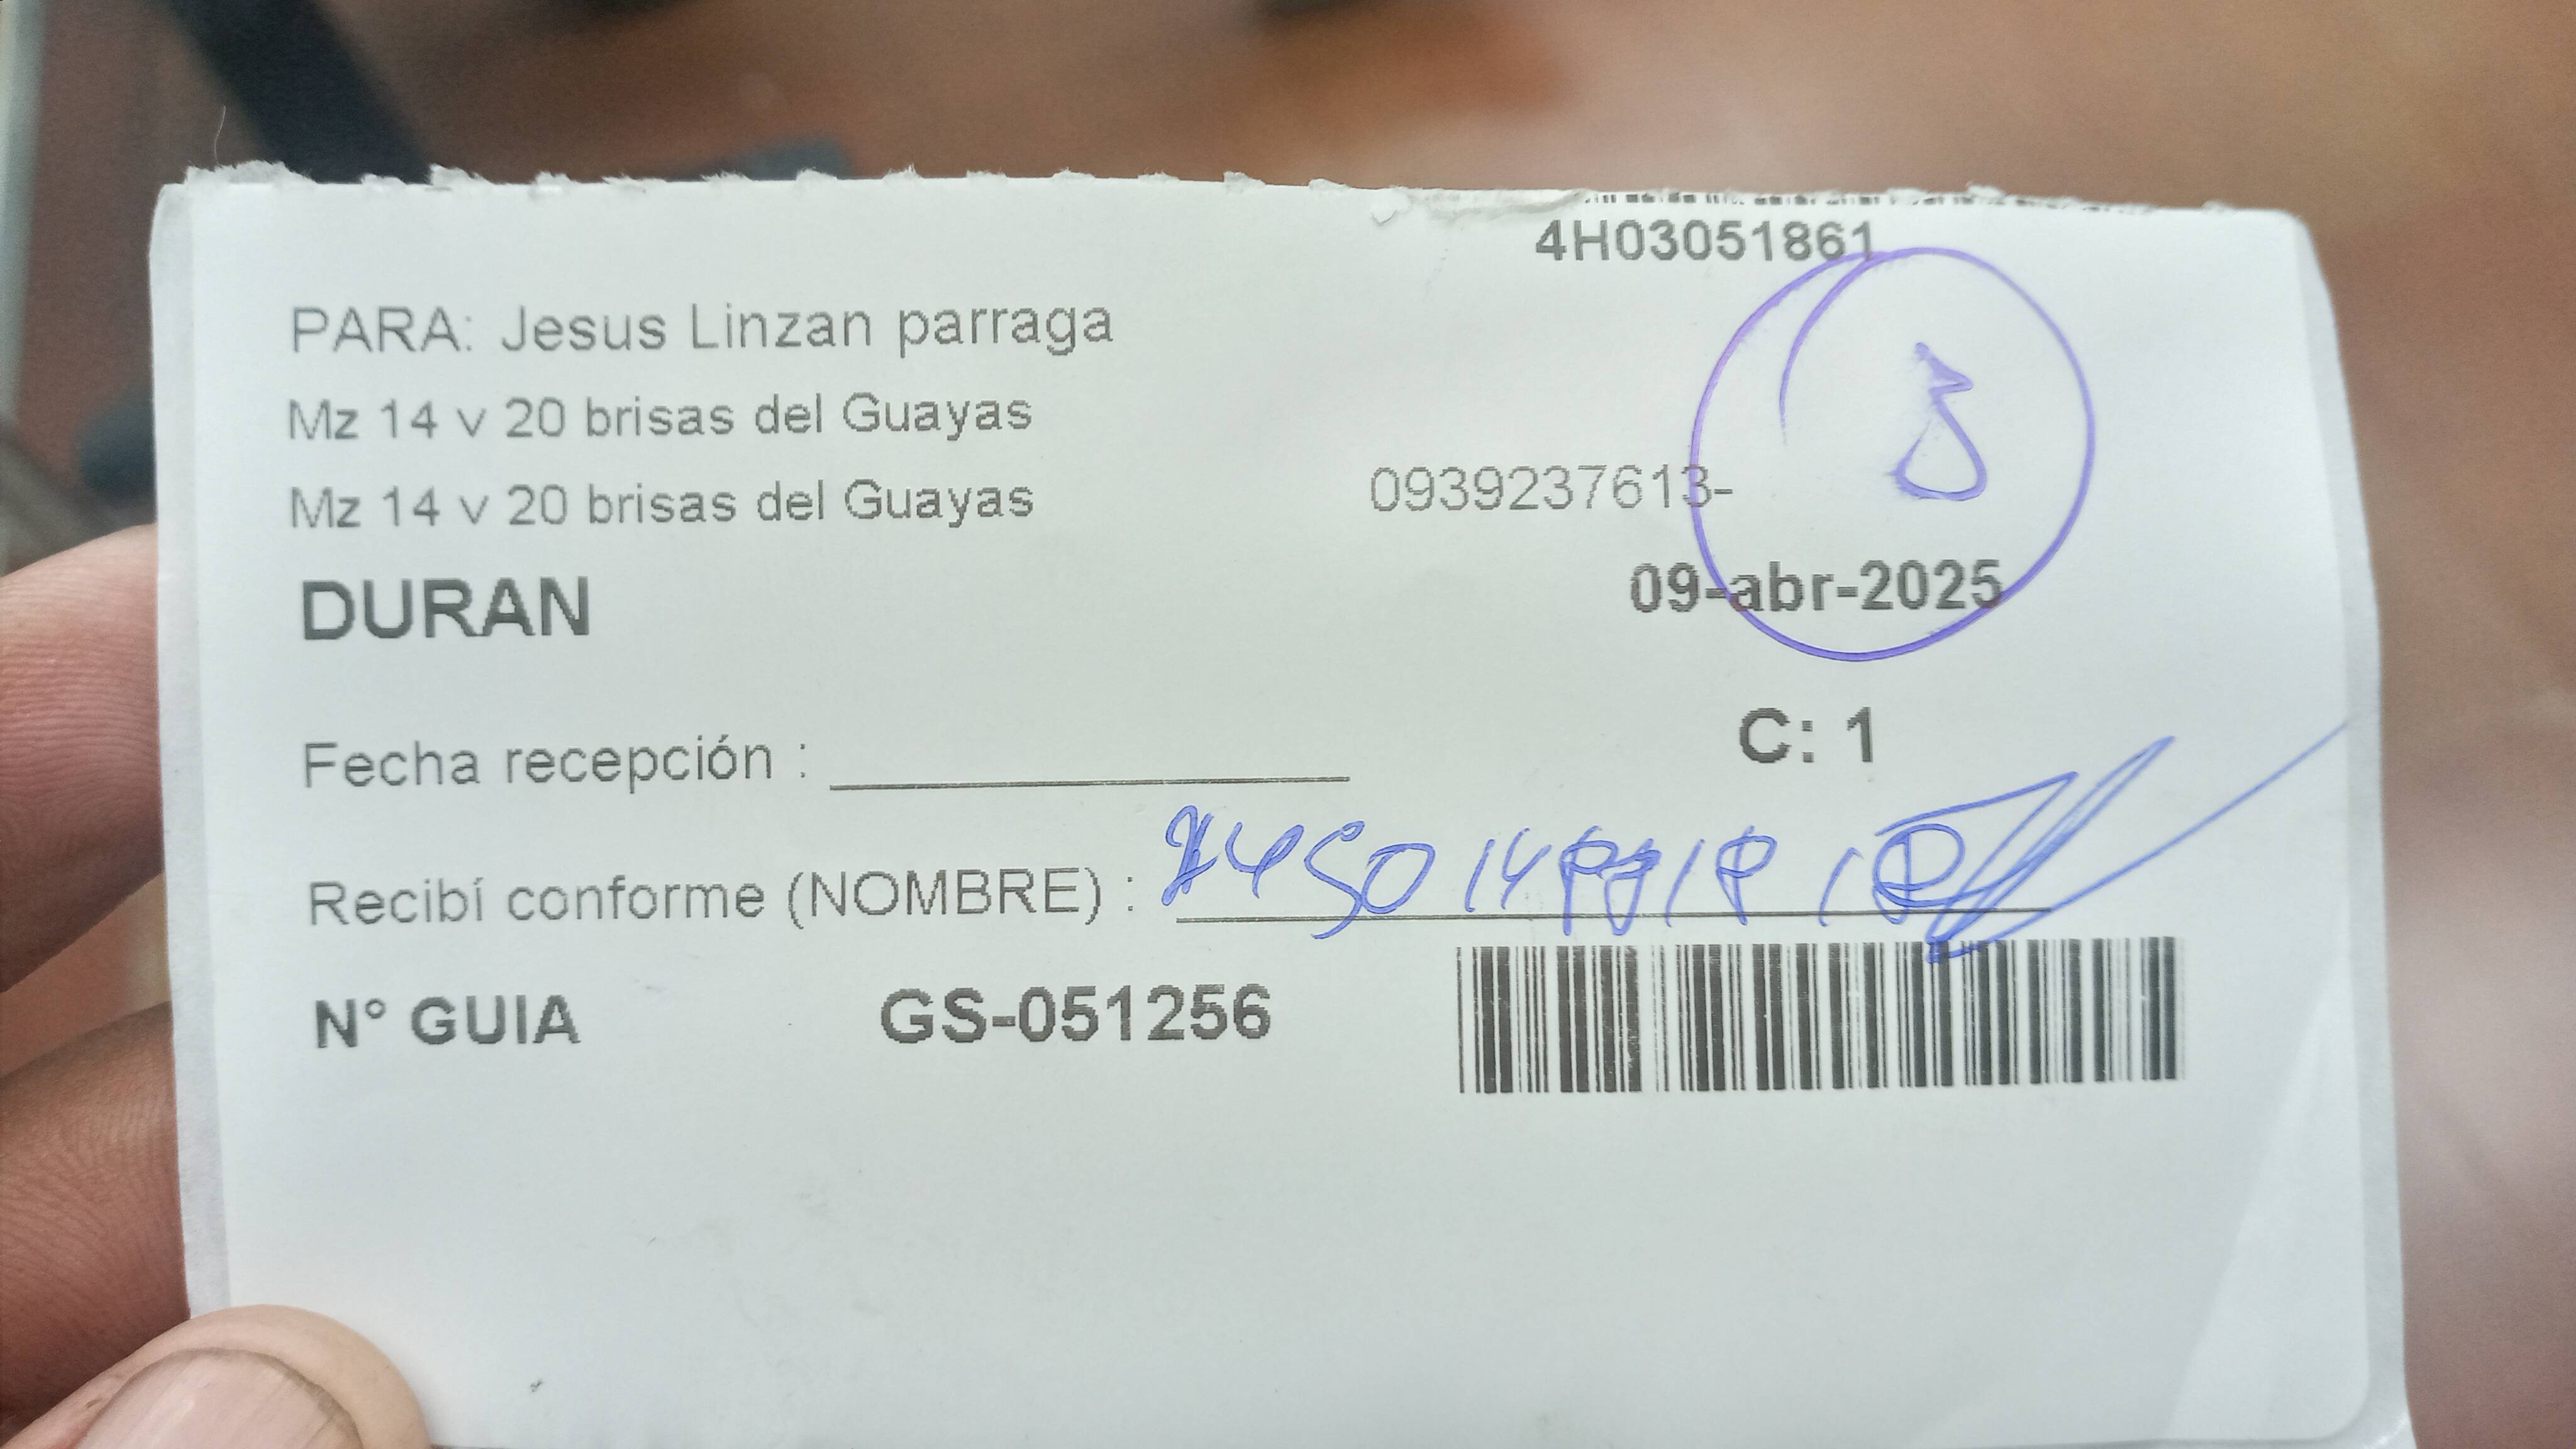 4H03051861
PARA: Jesus Linzan parraga
Mz 14 v 20 brisas del Guayas
Mz 14 v 20 brisas del Guayas
0939237613-
DURAN
09-abr-2025
C: 1
Fecha recepción :
Recibí conforme (NOMBRE) :
N° GUIA GS-051256